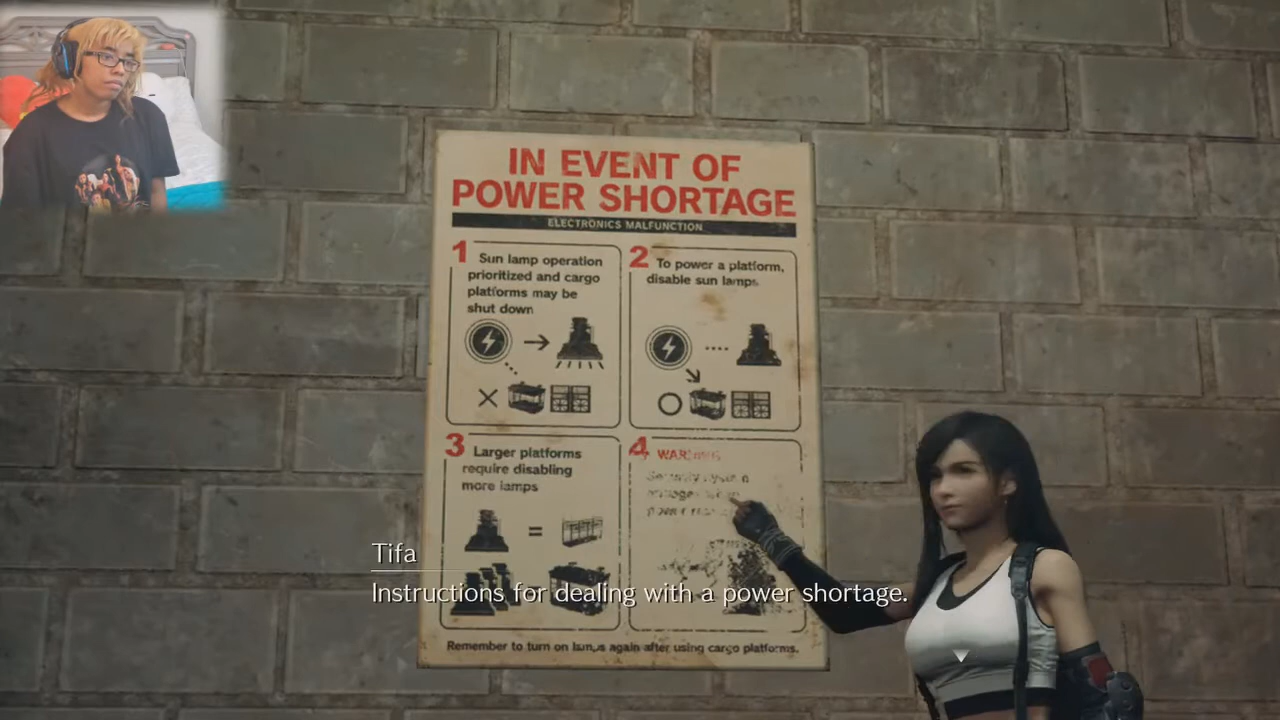 IN EVENT OF
POWER SHORTAGE
ELECTRONICS MALFUNCTION
1 Sun lamp operation
prioritized and cargo
platforms may be
shut down
2 To power a platform,
disable sun lamps
3 Larger platforms
require disabling
more lamps
4 WARNING
Remember to turn on lamps again after using cargo platforms.
Tifa
Instructions for dealing with a power shortage.